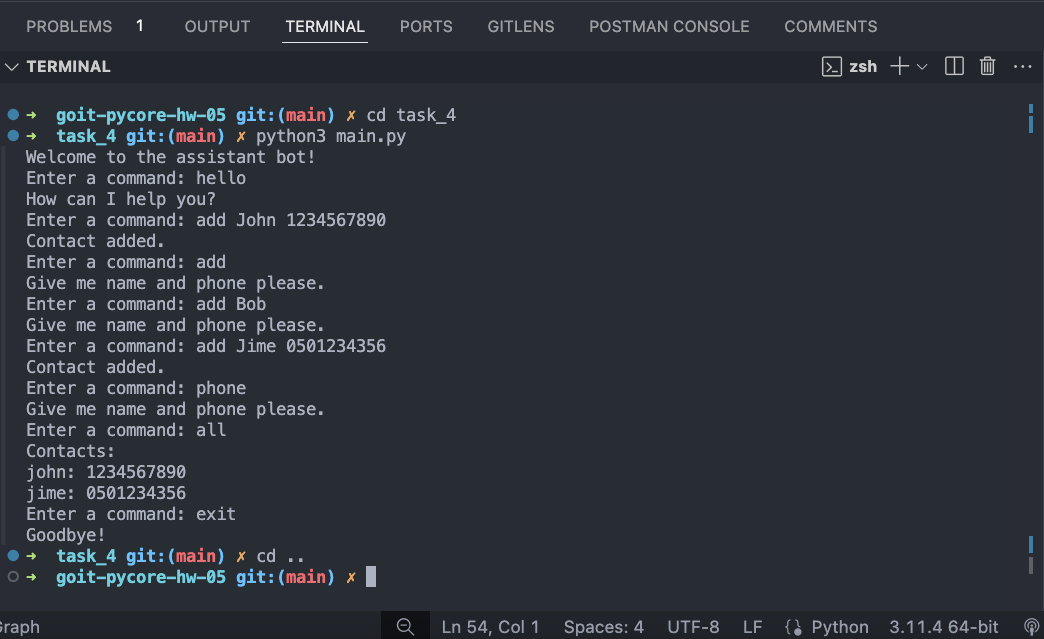 PROBLEMS 1 OUTPUT TERMINAL PORTS GITLENS POSTMAN CONSOLE COMMENTS
TERMINAL zsh
➜ goit-pycore-hw-05 git:(main) ✗ cd task_4
➜ task_4 git:(main) ✗ python3 main.py
Welcome to the assistant bot!
Enter a command: hello
How can I help you?
Enter a command: add John 1234567890
Contact added.
Enter a command: add
Give me name and phone please.
Enter a command: add Bob
Give me name and phone please.
Enter a command: add Jime 0501234356
Contact added.
Enter a command: phone
Give me name and phone please.
Enter a command: all
Contacts:
john: 1234567890
jime: 0501234356
Enter a command: exit
Goodbye!
➜ task_4 git:(main) ✗ cd ..
➜ goit-pycore-hw-05 git:(main) ✗
Graph Ln 54, Col 1 Spaces: 4 UTF-8 LF Python 3.11.4 64-bit